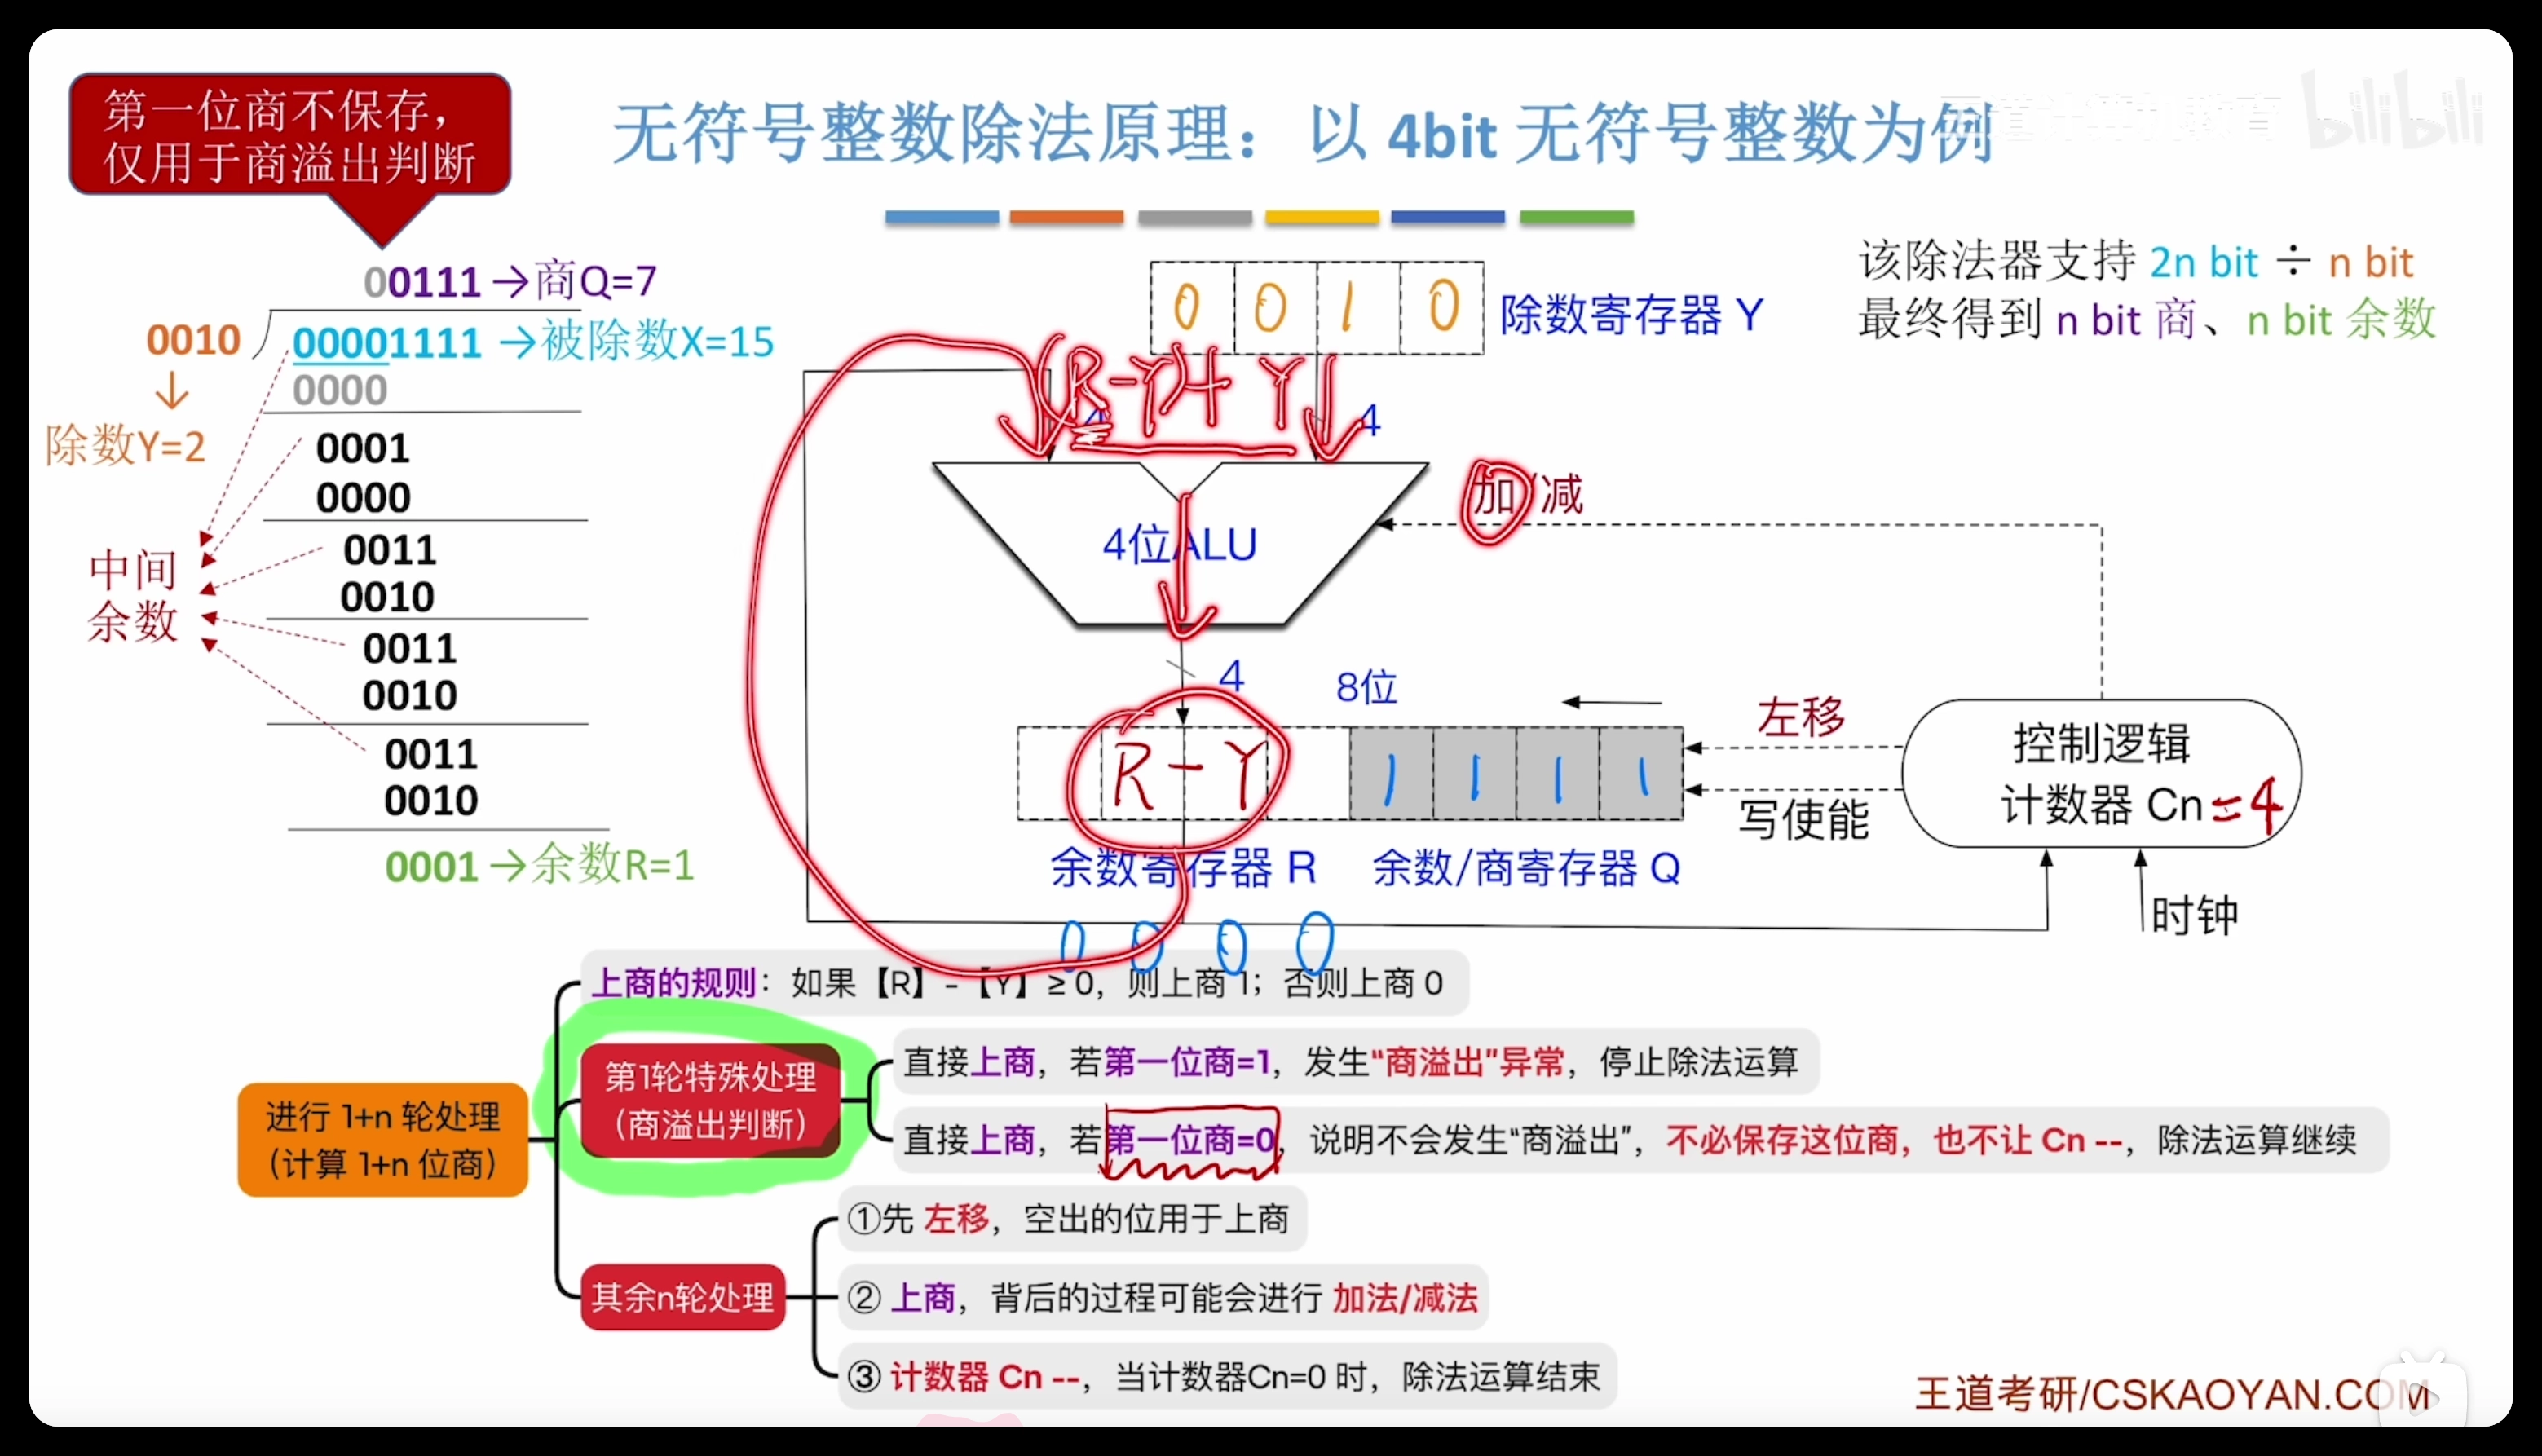 第一位商不保存，
仅用于商溢出判断
无符号整数除法原理：以 4bit 无符号整数为例
bilibili
该除法器支持 2n bit ÷ n bit
最终得到 n bit 商、n bit 余数
00111 →商Q=7
0010
00001111 →被除数X=15
0000
除数Y=2
0001
0000
0011
0010
中间
余数
0011
0010
0011
0010
0001 →余数R=1
0 0 1 0
除数寄存器 Y
(R-Y)+Y
4
4
加/减
4位ALU
4
8位
R-Y
1 1 1 1
左移
写使能
控制逻辑
计数器 Cn =4
余数寄存器 R
余数/商寄存器 Q
时钟
0 0 0 0
上商的规则：如果【R】-【Y】≥ 0，则上商 1；否则上商 0
进行 1+n 轮处理
（计算 1+n 位商）
第1轮特殊处理
（商溢出判断）
直接上商，若第一位商=1，发生“商溢出”异常，停止除法运算
直接上商，若第一位商=0，说明不会发生“商溢出”，不必保存这位商，也不让 Cn --，除法运算继续
其余n轮处理
①先 左移，空出的位用于上商
② 上商，背后的过程可能会进行 加法/减法
③ 计数器 Cn --，当计数器Cn=0 时，除法运算结束
王道考研/CSKAOYAN.COM